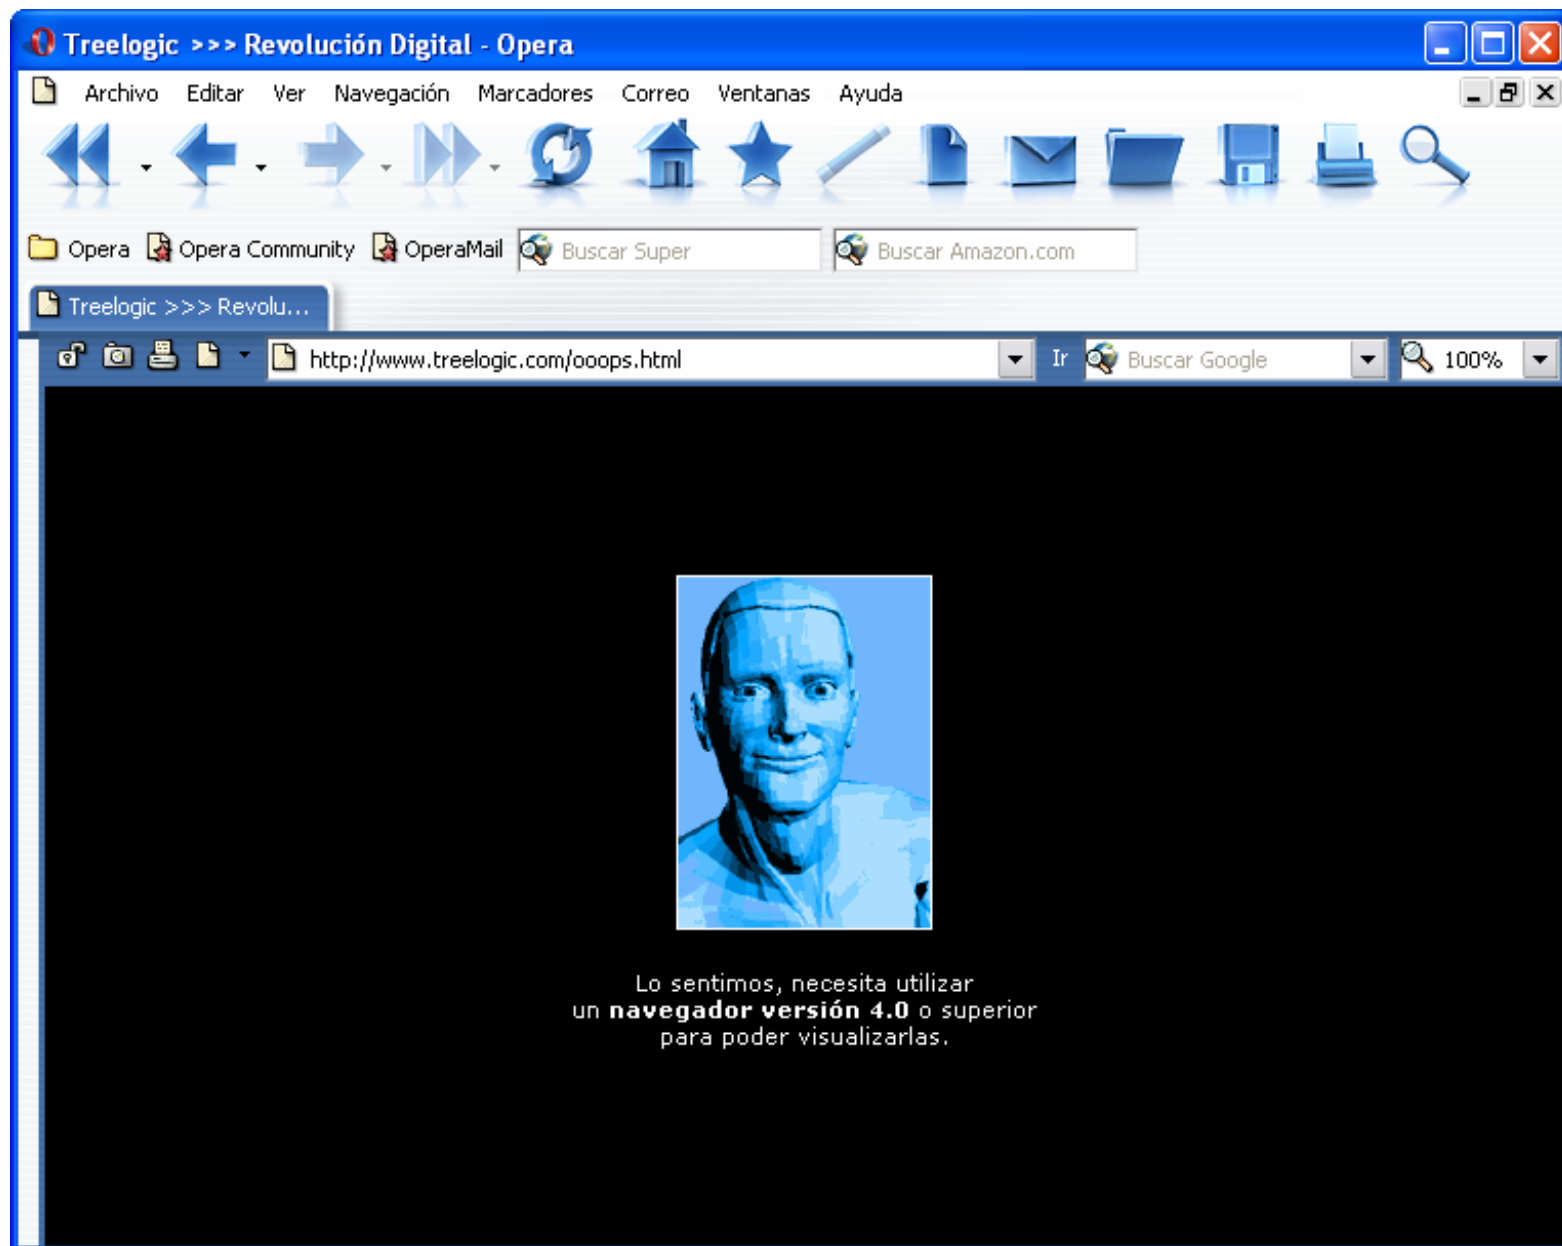 Treelogic >>> Revolución Digital - Opera
Archivo Editar Ver Navegación Marcadores Correo Ventanas Ayuda
Opera Opera Community OperaMail Buscar Super Buscar Amazon.com
Treelogic >>> Revolu...
http://www.treelogic.com/ooops.html Ir Buscar Google 100%
Lo sentimos, necesita utilizar
un navegador versión 4.0 o superior
para poder visualizarlas.